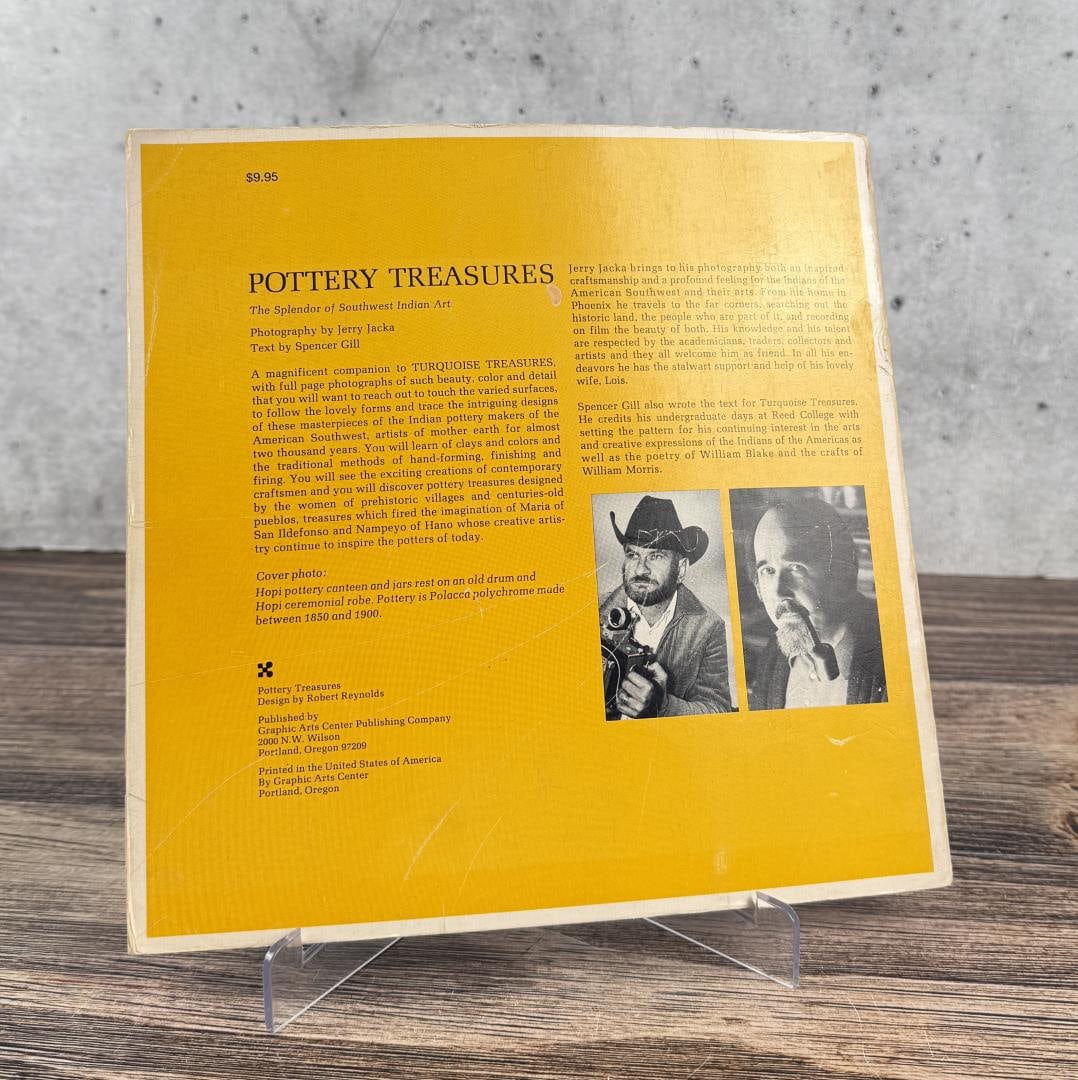 $9.95
POTTERY TREASURES
The Splendor of Southwest Indian Art
Photography by Jerry Jacka
Text by Spencer Gill
A magnificent companion to TURQUOISE TREASURES,
with full page photographs of such beauty, color and detail
that you will want to reach out to touch the varied surfaces,
to follow the lovely forms and trace the intriguing designs
of these masterpieces of the Indian pottery makers of the
American Southwest, artists of mother earth for almost
two thousand years. You will learn of clays and colors and
the traditional methods of hand-forming, finishing and
firing. You will see the exciting creations of contemporary
craftsmen and you will discover pottery treasures designed
by the women of prehistoric villages and centuries-old
pueblos, treasures which fired the imagination of Maria of
San Ildefonso and Nampeyo of Hano whose creative artis-
try continue to inspire the potters of today.
Cover photo:
Hopi pottery canteen and jars rest on an old drum and
Hopi ceremonial robe. Pottery is Polacca polychrome made
between 1850 and 1900.
Pottery Treasures
Design by Robert Reynolds
Published by
Graphic Arts Center Publishing Company
2000 N.W. Wilson
Portland, Oregon 97209
Printed in the United States of America
By Graphic Arts Center
Portland, Oregon
Jerry Jacka brings to his photography both an inspired
craftsmanship and a profound feeling for the Indians of the
American Southwest and their arts. From his home in
Phoenix he travels to the far corners, searching out the
historic land, the people who are part of it, and recording
on film the beauty of both. His knowledge and his talent
are respected by the academicians, traders, collectors and
artists and they all welcome him as friend. In all his en-
deavors he has the stalwart support and help of his lovely
wife, Lois.
Spencer Gill also wrote the text for Turquoise Treasures.
He credits his undergraduate days at Reed College with
setting the pattern for his continuing interest in the arts
and creative expressions of the Indians of the Americas as
well as the poetry of William Blake and the crafts of
William Morris.